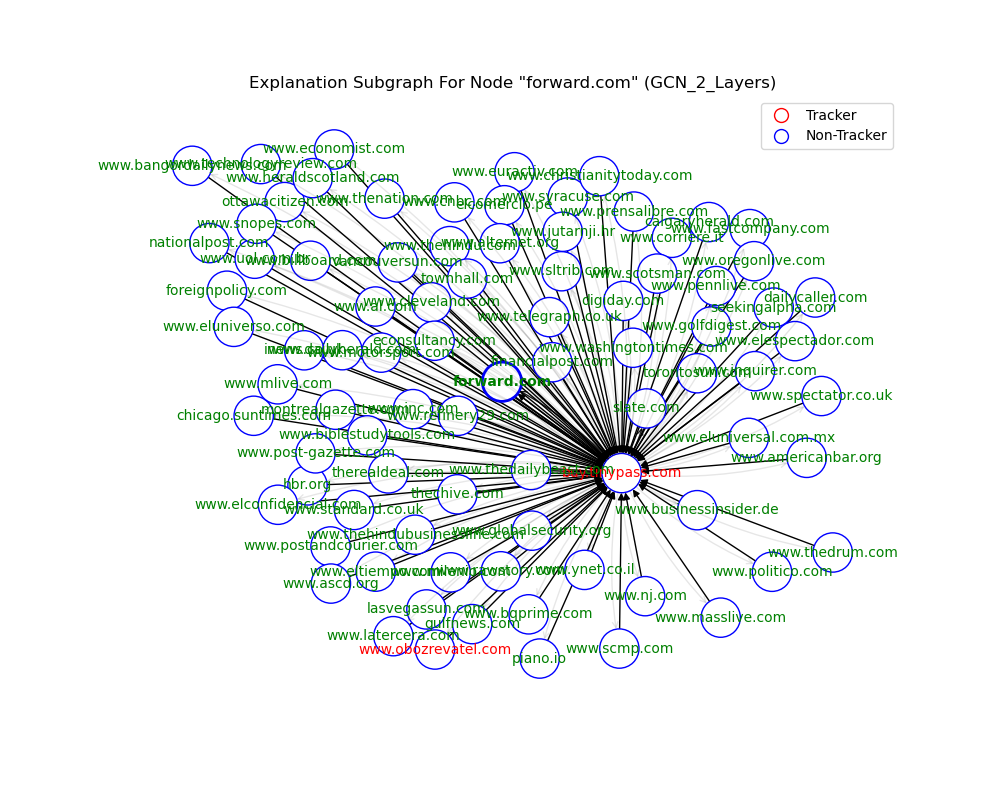 Explanation Subgraph For Node "forward.com" (GCN_2_Layers)
Tracker
Non-Tracker
www.economist.com
www.bangordailynews.com
www.technologyreview.com
www.heraldscotland.com
www.euractiv.com
www.christianitytoday.com
www.thenation.com
www.cnbc.com
elcomercio.pe
www.syracuse.com
ottawacitizen.com
www.prensalibre.com
www.snopes.com
calgaryherald.com
www.fastcompany.com
www.jutarnji.hr
www.corriere.it
nationalpost.com
www.thehindu.com
www.alternet.org
www.uol.com.br
www.billboard.com
vancouversun.com
www.oregonlive.com
www.sltrib.com
www.scotsman.com
townhall.com
www.pennlive.com
foreignpolicy.com
digiday.com
dailycaller.com
www.al.com
www.cleveland.com
seekingalpha.com
www.telegraph.co.uk
www.eluniverso.com
www.golfdigest.com
econsultancy.com
www.elespectador.com
www.motorsport.com
www.washingtontimes.com
financialpost.com
torontosun.com
www.inquirer.com
www.mlive.com
forward.com
www.spectator.co.uk
montrealgazette.com
www.inc.com
slate.com
chicago.suntimes.com
www.refinery29.com
www.biblestudytools.com
www.eluniversal.com.mx
www.post-gazette.com
www.americanbar.org
therealdeal.com
www.thedailybeast.com
hbr.org
thechive.com
www.elconfidencial.com
www.standard.co.uk
www.businessinsider.de
www.thehindubusinessline.com
www.globalsecurity.org
www.postandcourier.com
www.thedrum.com
www.eltiempo.com
www.rawstory.com
www.ynet.co.il
www.politico.com
www.ascd.org
www.nj.com
lasvegassun.com
www.bqprime.com
www.masslive.com
gulfnews.com
www.latercera.com
www.obozrevatel.com
piano.io
www.scmp.com